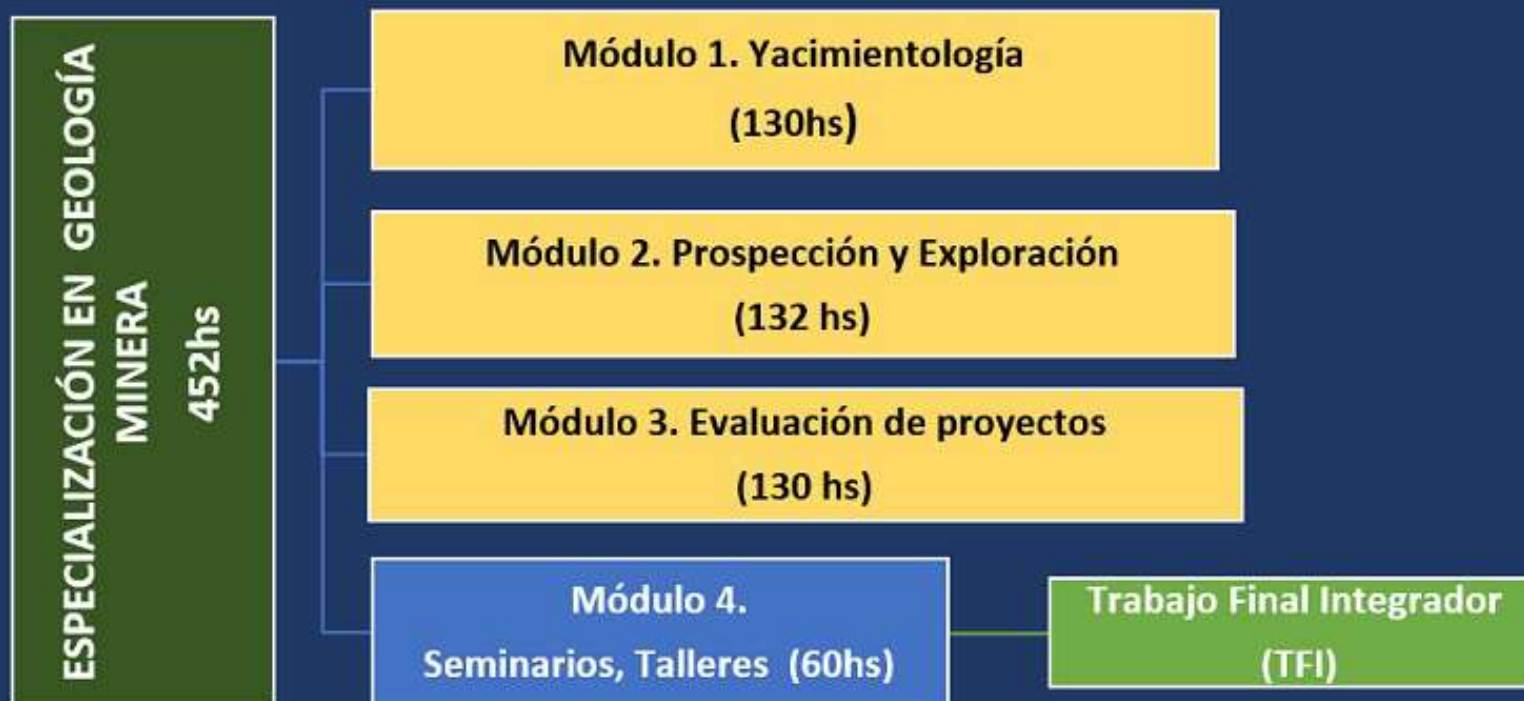 ESPECIALIZACIÓN EN GEOLOGÍA
MINERA
452hs
Módulo 1. Yacimientología
(130hs)
Módulo 2. Prospección y Exploración
(132 hs)
Módulo 3. Evaluación de proyectos
(130 hs)
Módulo 4.
Seminarios, Talleres (60hs)
Trabajo Final Integrador
(TFI)